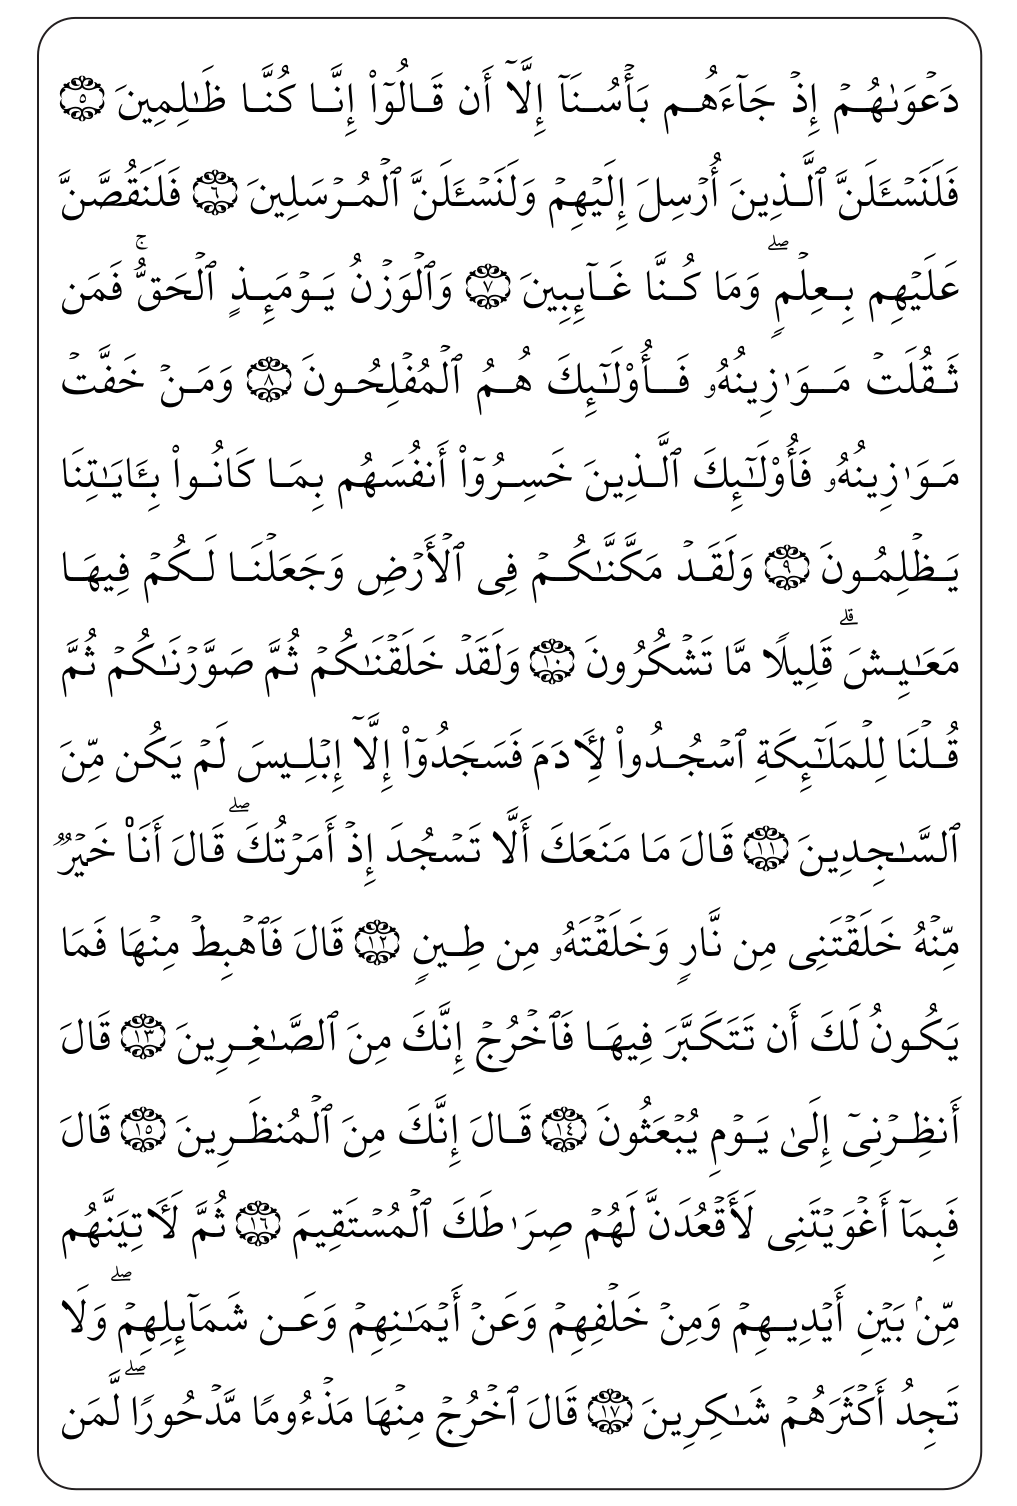 دَعْوَىٰهُمْ إِذْ جَآءَهُم بَأْسُنَآ إِلَّآ أَن قَالُوٓا۟ إِنَّا كُنَّا ظَـٰلِمِينَ ۝٥
فَلَنَسْـَٔلَنَّ ٱلَّذِينَ أُرْسِلَ إِلَيْهِمْ وَلَنَسْـَٔلَنَّ ٱلْمُرْسَلِينَ ۝٦ فَلَنَقُصَّنَّ
عَلَيْهِم بِعِلْمٍۢ ۖ وَمَا كُنَّا غَآئِبِينَ ۝٧ وَٱلْوَزْنُ يَوْمَئِذٍ ٱلْحَقُّ ۚ فَمَن
ثَقُلَتْ مَوَٰزِينُهُۥ فَأُو۟لَـٰٓئِكَ هُمُ ٱلْمُفْلِحُونَ ۝٨ وَمَنْ خَفَّتْ
مَوَٰزِينُهُۥ فَأُو۟لَـٰٓئِكَ ٱلَّذِينَ خَسِرُوٓا۟ أَنفُسَهُم بِمَا كَانُوا۟ بِـَٔايَـٰتِنَا
يَظْلِمُونَ ۝٩ وَلَقَدْ مَكَّنَّـٰكُمْ فِى ٱلْأَرْضِ وَجَعَلْنَا لَكُمْ فِيهَا
مَعَـٰيِشَ ۗ قَلِيلًا مَّا تَشْكُرُونَ ۝١٠ وَلَقَدْ خَلَقْنَـٰكُمْ ثُمَّ صَوَّرْنَـٰكُمْ ثُمَّ
قُلْنَا لِلْمَلَـٰٓئِكَةِ ٱسْجُدُوا۟ لِـَٔادَمَ فَسَجَدُوٓا۟ إِلَّآ إِبْلِيسَ لَمْ يَكُن مِّنَ
ٱلسَّـٰجِدِينَ ۝١١ قَالَ مَا مَنَعَكَ أَلَّا تَسْجُدَ إِذْ أَمَرْتُكَ ۖ قَالَ أَنَا۠ خَيْرٌۭ
مِّنْهُ خَلَقْتَنِى مِن نَّارٍۢ وَخَلَقْتَهُۥ مِن طِينٍۢ ۝١٢ قَالَ فَٱهْبِطْ مِنْهَا فَمَا
يَكُونُ لَكَ أَن تَتَكَبَّرَ فِيهَا فَٱخْرُجْ إِنَّكَ مِنَ ٱلصَّـٰغِرِينَ ۝١٣ قَالَ
أَنظِرْنِىٓ إِلَىٰ يَوْمِ يُبْعَثُونَ ۝١٤ قَالَ إِنَّكَ مِنَ ٱلْمُنظَرِينَ ۝١٥ قَالَ
فَبِمَآ أَغْوَيْتَنِى لَأَقْعُدَنَّ لَهُمْ صِرَٰطَكَ ٱلْمُسْتَقِيمَ ۝١٦ ثُمَّ لَـَٔاتِيَنَّهُم
مِّنۢ بَيْنِ أَيْدِيهِمْ وَمِنْ خَلْفِهِمْ وَعَنْ أَيْمَـٰنِهِمْ وَعَن شَمَآئِلِهِمْ ۖ وَلَا
تَجِدُ أَكْثَرَهُمْ شَـٰكِرِينَ ۝١٧ قَالَ ٱخْرُجْ مِنْهَا مَذْءُومًا مَّدْحُورًا ۖ لَّمَن